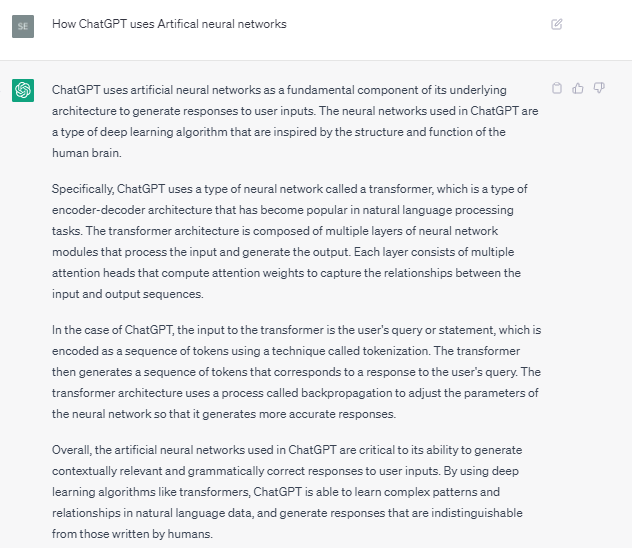 SE
How ChatGPT uses Artifical neural networks
ChatGPT uses artificial neural networks as a fundamental component of its underlying
architecture to generate responses to user inputs. The neural networks used in ChatGPT are
a type of deep learning algorithm that are inspired by the structure and function of the
human brain.
Specifically, ChatGPT uses a type of neural network called a transformer, which is a type of
encoder-decoder architecture that has become popular in natural language processing
tasks. The transformer architecture is composed of multiple layers of neural network
modules that process the input and generate the output. Each layer consists of multiple
attention heads that compute attention weights to capture the relationships between the
input and output sequences.
In the case of ChatGPT, the input to the transformer is the user's query or statement, which is
encoded as a sequence of tokens using a technique called tokenization. The transformer
then generates a sequence of tokens that corresponds to a response to the user's query. The
transformer architecture uses a process called backpropagation to adjust the parameters of
the neural network so that it generates more accurate responses.
Overall, the artificial neural networks used in ChatGPT are critical to its ability to generate
contextually relevant and grammatically correct responses to user inputs. By using deep
learning algorithms like transformers, ChatGPT is able to learn complex patterns and
relationships in natural language data, and generate responses that are indistinguishable
from those written by humans.